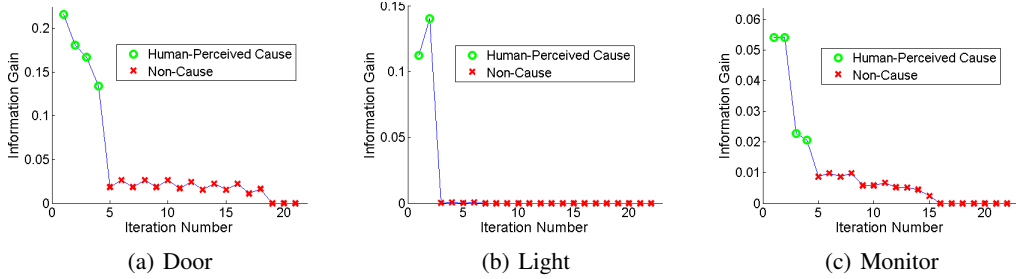 Information Gain
0.2
0.15
0.1
0.05
0
0 5 10 15 20
Iteration Number
Human-Perceived Cause
Non-Cause
(a) Door
Information Gain
0.15
0.1
0.05
0
0 5 10 15 20
Iteration Number
Human-Perceived Cause
Non-Cause
(b) Light
Information Gain
0.06
0.05
0.04
0.03
0.02
0.01
0
0 5 10 15 20
Iteration Number
Human-Perceived Cause
Non-Cause
(c) Monitor